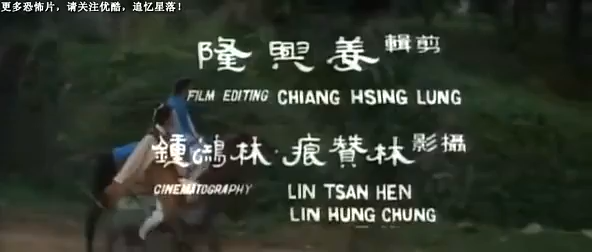 更多恐怖片，请关注优酷，追忆星落！
剪輯 姜興隆
FILM EDITING CHIANG HSING LUNG
攝影 林贊痕·林鴻鍾
CINEMATOGRAPHY LIN TSAN HEN
LIN HUNG CHUNG